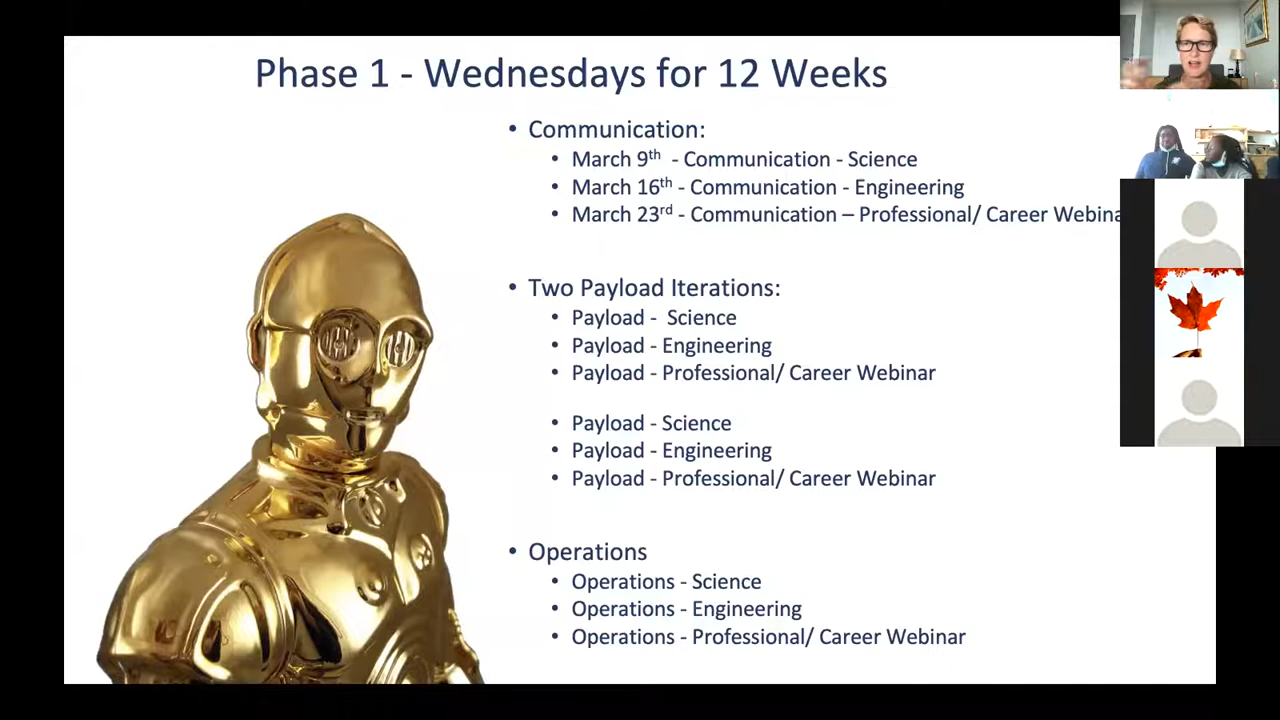 Phase 1 - Wednesdays for 12 Weeks
• Communication:
• March 9th - Communication - Science
• March 16th - Communication - Engineering
• March 23rd - Communication – Professional/ Career Webina
• Two Payload Iterations:
• Payload - Science
• Payload - Engineering
• Payload - Professional/ Career Webinar
• Payload - Science
• Payload - Engineering
• Payload - Professional/ Career Webinar
• Operations
• Operations - Science
• Operations - Engineering
• Operations - Professional/ Career Webinar